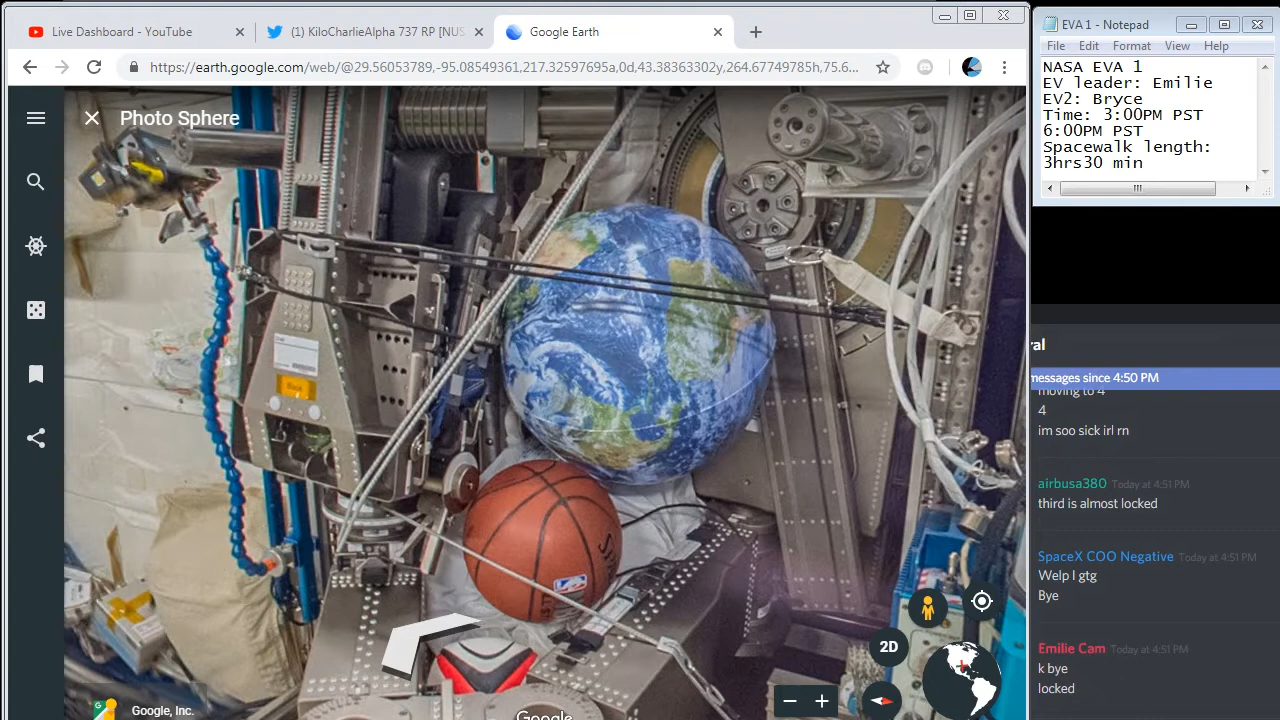 Live Dashboard - YouTube
(1) KiloCharlieAlpha 737 RP [NUS
Google Earth
https://earth.google.com/web/@29.56053789,-95.08549361,217.32597695a,0d,43.38363302y,264.67749785h,75.6...
Photo Sphere
Back
NBA
Google
Google, Inc.
2D
EVA 1 - Notepad
File Edit Format View Help
NASA EVA 1
EV leader: Emilie
EV2: Bryce
Time: 3:00PM PST
6:00PM PST
Spacewalk length:
3hrs30 min
ral
messages since 4:50 PM
moving to 4
4
im soo sick irl rn
airbusa380 Today at 4:51 PM
third is almost locked
SpaceX COO Negative Today at 4:51 PM
Welp I gtg
Bye
Emilie Cam Today at 4:51 PM
k bye
locked